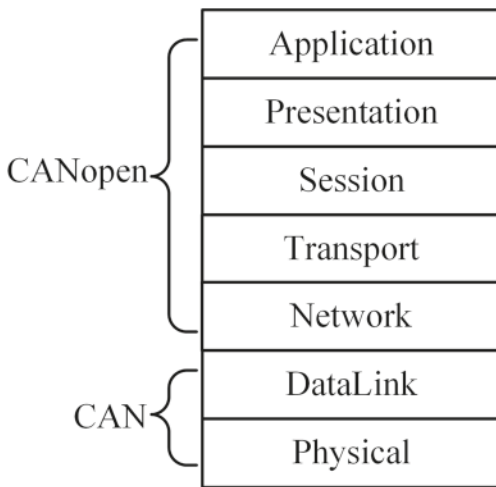 Application
Presentation
CANopen
Session
Transport
Network
DataLink
CAN
Physical